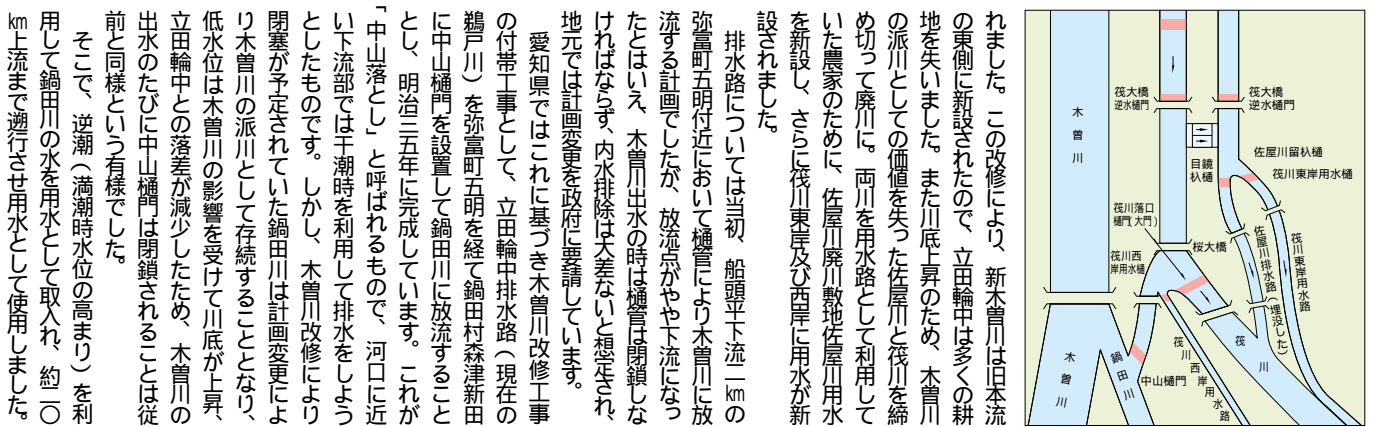 れました。この改修により、新木曽川は旧本流
の東側に新設されたので、立田輪中は多くの耕
地を失いました。また川底上昇のため、木曽川
の派川としての価値を失った佐屋川と筏川を締
め切って廃川に。両川を用水路として利用して
いた農家のために、佐屋川廃川敷地佐屋川用水
を新設し、さらに筏川東岸及び西岸に用水が新
設されました。
排水路については当初、船頭平下流二㎞の
弥富町五明付近において樋管により木曽川に放
流する計画でしたが、放流点がやや下流になっ
たとはいえ、木曽川出水の時は樋管は閉鎖しな
ければならず、内水排除は大差ないと想定され、
地元では計画変更を政府に要請しています。
愛知県ではこれに基づき木曽川改修工事
の付帯工事として、立田輪中排水路(現在の
鵜戸川)を弥富町五明を経て鍋田村森津新田
に中山樋門を設置して鍋田川に放流すること
とし、明治三五年に完成しています。これが
「中山落とし」と呼ばれるもので、河口に近
い下流部では干潮時を利用して排水をしよう
としたものです。しかし、木曽川改修により
閉塞が予定されていた鍋田川は計画変更によ
り木曽川の派川として存続することとなり、
低水位は木曽川の影響を受けて川底が上昇、
立田輪中との落差が減少したため、木曽川の
出水のたびに中山樋門は閉鎖されることは従
前と同様という有様でした。
そこで、逆潮(満潮時水位の高まり)を利
用して鍋田川の水を用水として取入れ、約二〇
㎞上流まで遡行させ用水として使用しました。
木曽川
筏大橋
逆水樋門
筏大橋
逆水樋門
目鏡
杁樋
佐屋川留杁樋
筏川東岸用水樋
筏川落口
樋門(大門)
桜大橋
筏川西
岸用水樋
佐屋川排水路(埋没した)
筏川東岸用水路
木曽川
鍋田川
中山樋門
筏川西岸用水路
筏川